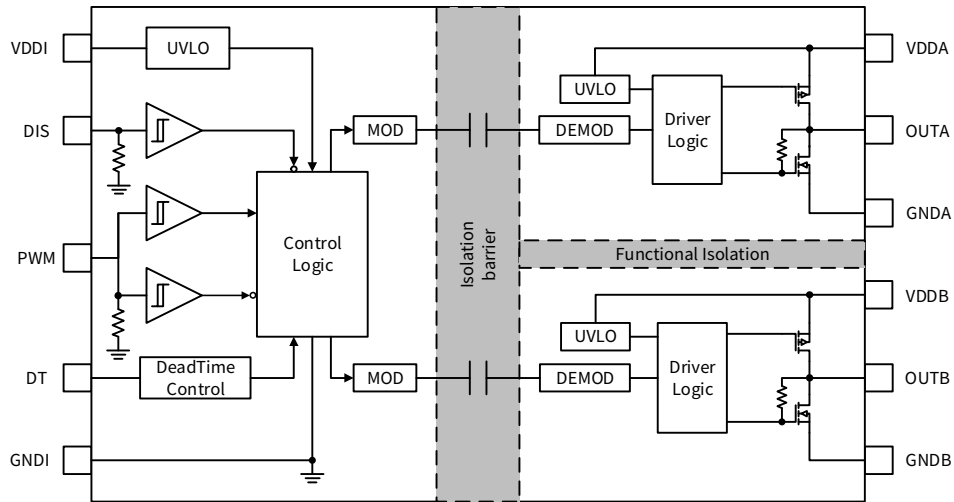 VDDI
UVLO
DIS
PWM
DT
DeadTime
Control
GNDI
Control
Logic
MOD
MOD
Isolation
barrier
Functional Isolation
UVLO
DEMOD
Driver
Logic
VDDA
OUTA
GNDA
UVLO
DEMOD
Driver
Logic
VDDB
OUTB
GNDB